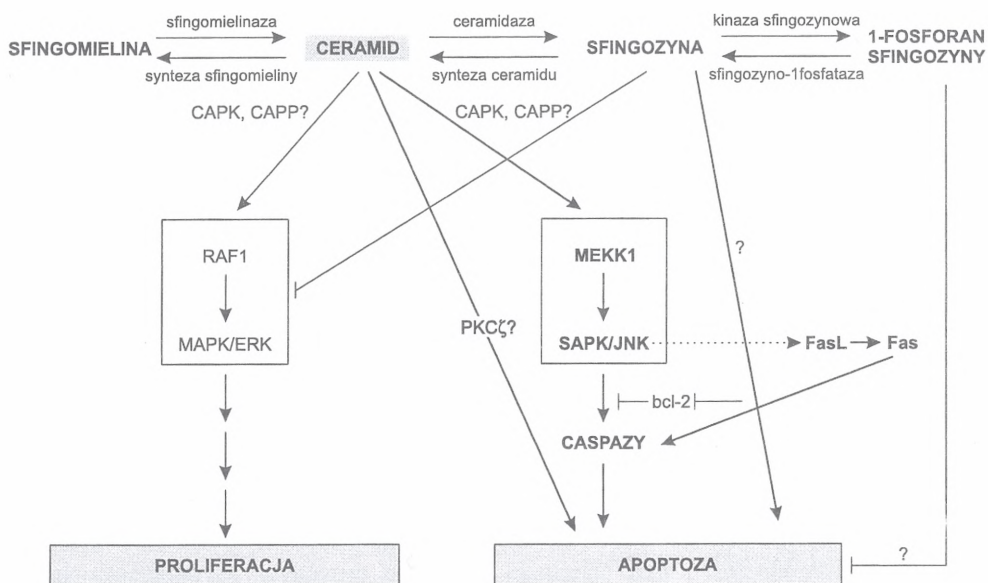 sfingomielinaza
ceramidaza
kinaza sfingozynowa
SFINGOMIELINA
CERAMID
SFINGOZYNA
1-FOSFORAN
SFINGOZYNY
synteza sfingomieliny
synteza ceramidu
sfingozyno-1fosfataza
CAPK, CAPP?
CAPK, CAPP?
RAF1
MEKK1
?
PKCζ?
MAPK/ERK
SAPK/JNK
FasL
Fas
bcl-2
CASPAZY
PROLIFERACJA
APOPTOZA
?